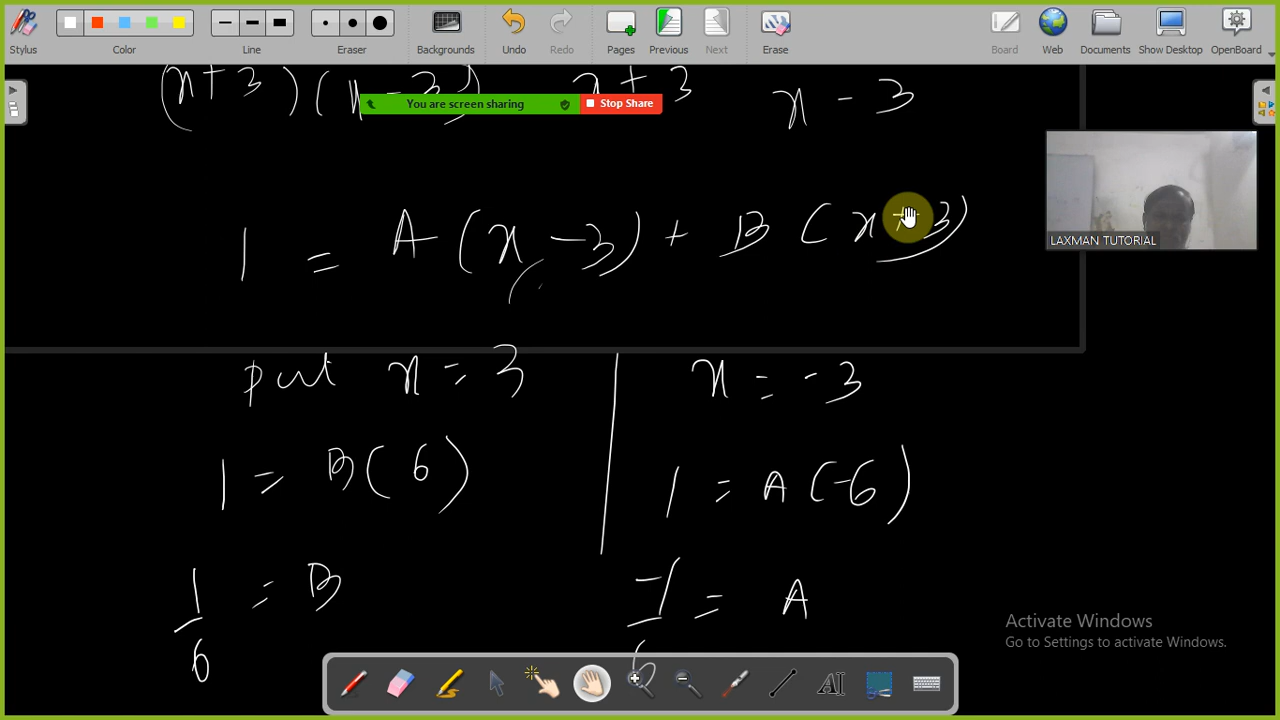 Stylus Color Line Eraser Backgrounds Undo Redo Pages Previous Next Erase Board Web Documents Show Desktop OpenBoard
(x+3)(x-3) x+3 x-3
You are screen sharing Stop Share
1 = A(x-3) + B(x+3)
LAXMAN TUTORIAL
put x = 3 x = -3
1 = B(6) 1 = A(-6)
1/6 = B -1/6 = A
Activate Windows
Go to Settings to activate Windows.